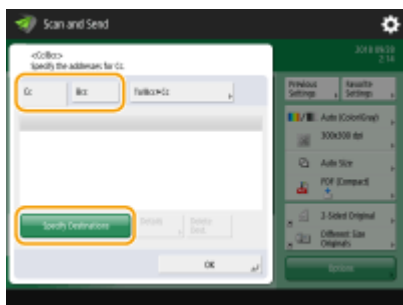 Scan and Send
<Cc/Bcc>
Specify the addresses for Cc.
Cc
Bcc
To/Bcc▸Cc
Specify Destinations
Details
Delete
Dest.
OK
Previous
Settings
Favorite
Settings
Auto (Color/Gray)
300x300 dpi
Auto Size
PDF (Compact)
2-Sided Original
Different Size
Originals
Options